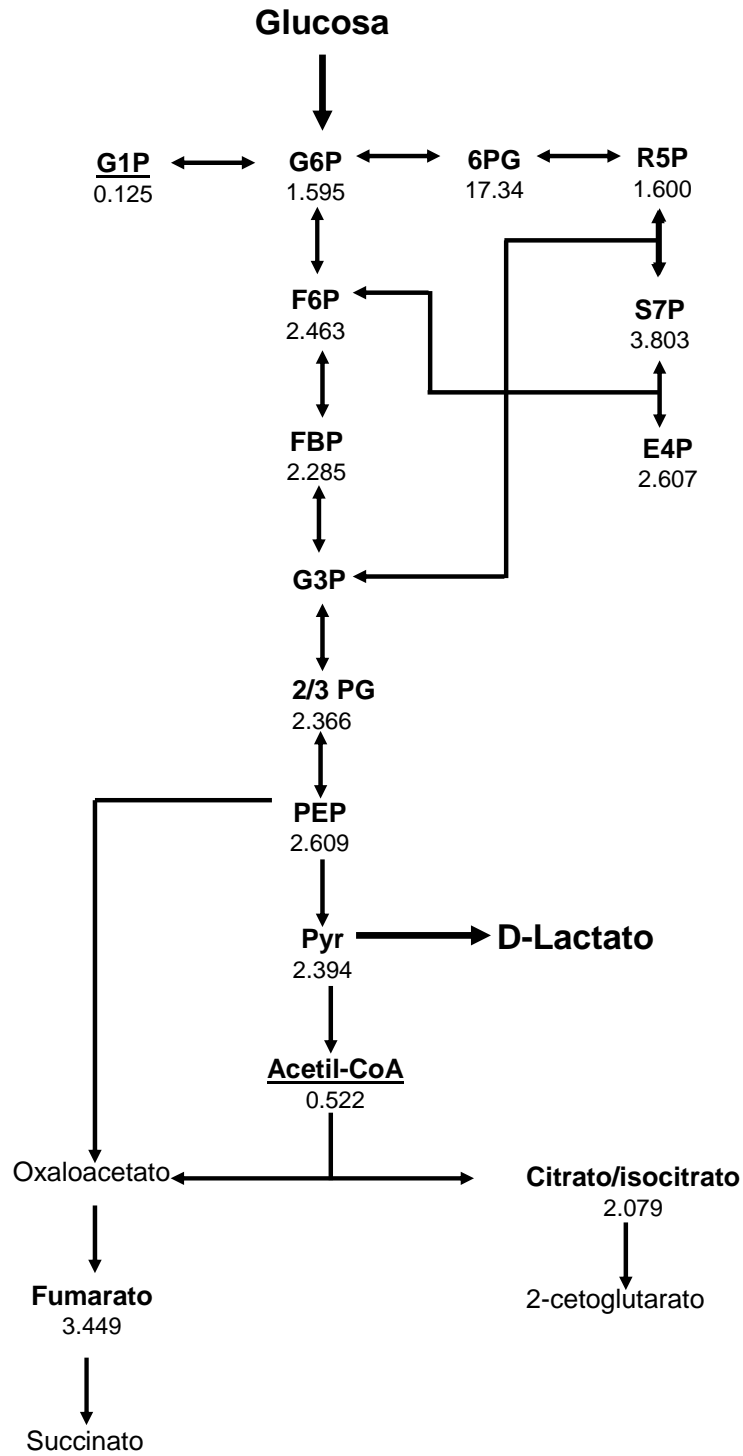 Glucosa
G1P G6P 6PG R5P
0.125 1.595 17.34 1.600
F6P S7P
2.463 3.803
FBP E4P
2.285 2.607
G3P
2/3 PG
2.366
PEP
2.609
Pyr D-Lactato
2.394
Acetil-CoA
0.522
Oxaloacetato Citrato/isocitrato
2.079
Fumarato 2-cetoglutarato
3.449
Succinato